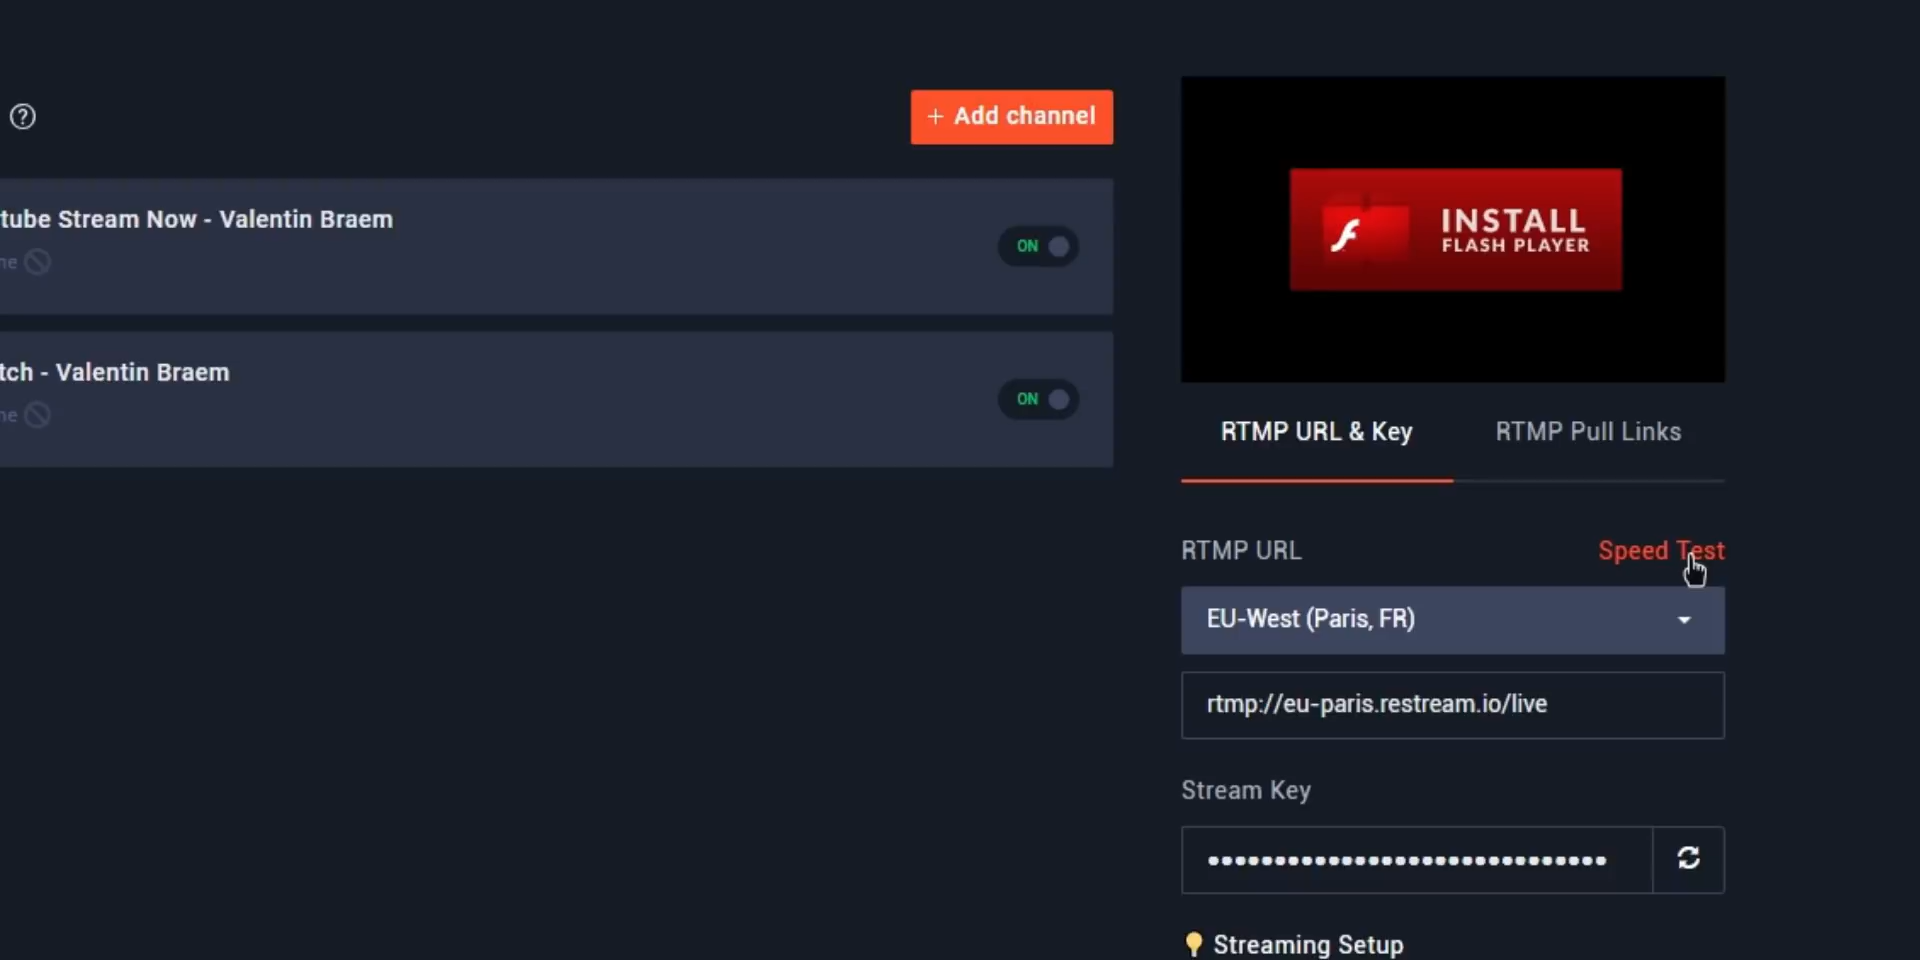 + Add channel
tube Stream Now - Valentin Braem
ne
ON
tch - Valentin Braem
ne
ON
INSTALL
FLASH PLAYER
RTMP URL & Key
RTMP Pull Links
RTMP URL
Speed Test
EU-West (Paris, FR)
rtmp://eu-paris.restream.io/live
Stream Key
Streaming Setup